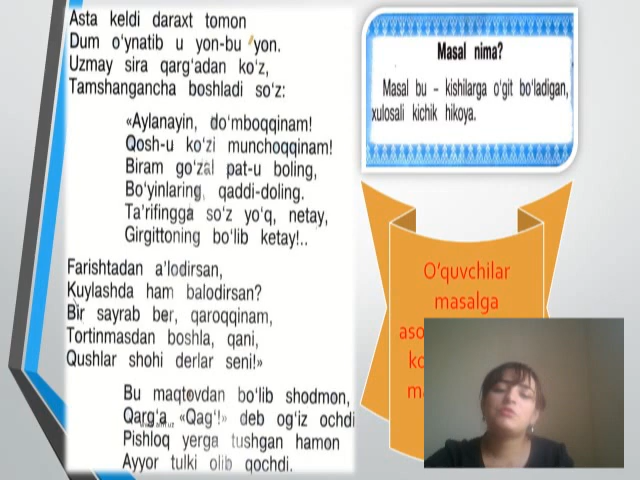 Asta keldi daraxt tomon
Dum o‘ynatib u yon-bu yon.
Uzmay sira qarg‘adan ko‘z,
Tamshangancha boshladi so‘z:
«Aylanayin, do‘mboqqinam!
Qosh-u ko‘zi munchoqqinam!
Biram go‘zal pat-u boling,
Bo‘yinlaring, qaddi-doling.
Ta’rifingga so‘z yo‘q, netay,
Girgittoning bo‘lib ketay!..
Farishtadan a’lodirsan,
Kuylashda ham balodirsan?
Bir sayrab ber, qaroqqinam,
Tortinmasdan boshla, qani,
Qushlar shohi derlar seni!»
Bu maqtovdan bo‘lib shodmon,
Qarg‘a «Qag‘!» deb og‘iz ochdi
Pishloq yerga tushgan hamon
Ayyor tulki olib qochdi.
Masal nima?
Masal bu – kishilarga o‘git bo‘ladigan,
xulosali kichik hikoya.
O‘quvchilar
masalga